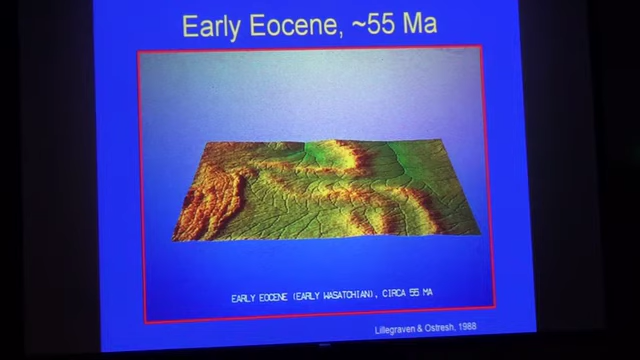 Early Eocene, ~55 Ma
EARLY EOCENE (EARLY WASATCHIAN), CIRCA 55 MA
Lillegraven & Ostresh, 1988